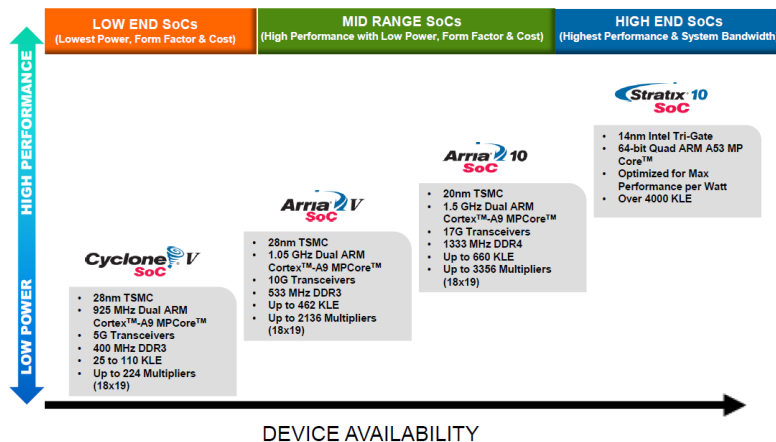 LOW END SoCs
(Lowest Power, Form Factor & Cost)
MID RANGE SoCs
(High Performance with Low Power, Form Factor & Cost)
HIGH END SoCs
(Highest Performance & System Bandwidth)
HIGH PERFORMANCE
LOW POWER
Stratix 10
SoC
• 14nm Intel Tri-Gate
• 64-bit Quad ARM A53 MP
Core™
• Optimized for Max
Performance per Watt
• Over 4000 KLE
Arria 10
SoC
• 20nm TSMC
• 1.5 GHz Dual ARM
Cortex™-A9 MPCore™
• 17G Transceivers
• 1333 MHz DDR4
• Up to 660 KLE
• Up to 3356 Multipliers
(18x19)
Arria V
SoC
• 28nm TSMC
• 1.05 GHz Dual ARM
Cortex™-A9 MPCore™
• 10G Transceivers
• 533 MHz DDR3
• Up to 462 KLE
• Up to 2136 Multipliers
(18x19)
Cyclone V
SoC
• 28nm TSMC
• 925 MHz Dual ARM
Cortex™-A9 MPCore™
• 5G Transceivers
• 400 MHz DDR3
• 25 to 110 KLE
• Up to 224 Multipliers
(18x19)
DEVICE AVAILABILITY